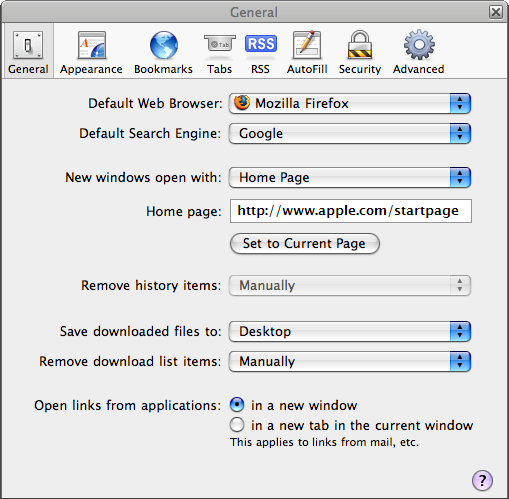 General
General Appearance Bookmarks Tabs RSS AutoFill Security Advanced
Tab
RSS
Default Web Browser: Mozilla Firefox
Default Search Engine: Google
New windows open with: Home Page
Home page: http://www.apple.com/startpage
Set to Current Page
Remove history items: Manually
Save downloaded files to: Desktop
Remove download list items: Manually
Open links from applications: in a new window
in a new tab in the current window
This applies to links from mail, etc.
?